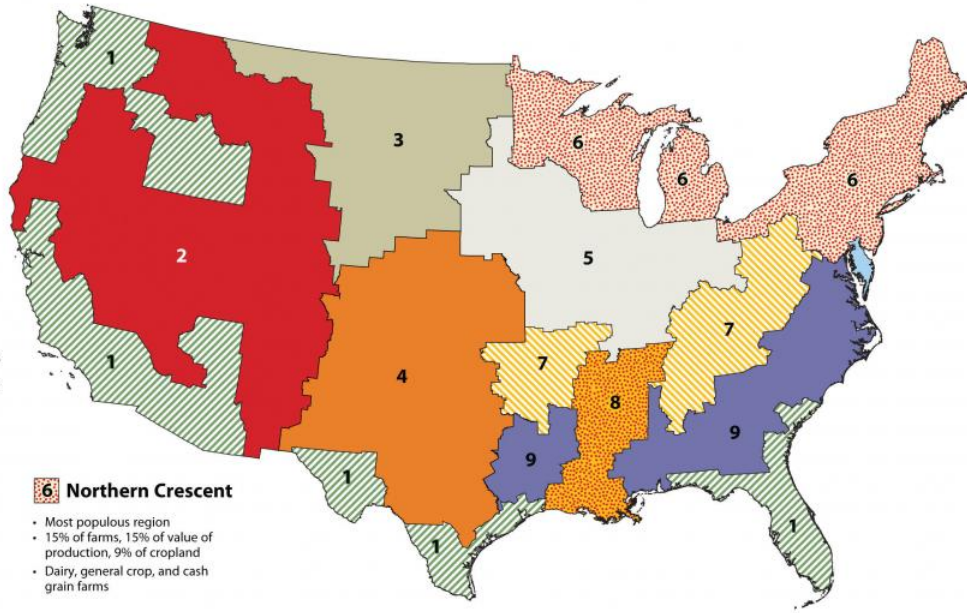 1
3
6
6
6
2
5
7
1
4
7
8
9
9
1
1
1
6 Northern Crescent
• Most populous region
• 15% of farms, 15% of value of
production, 9% of cropland
• Dairy, general crop, and cash
grain farms